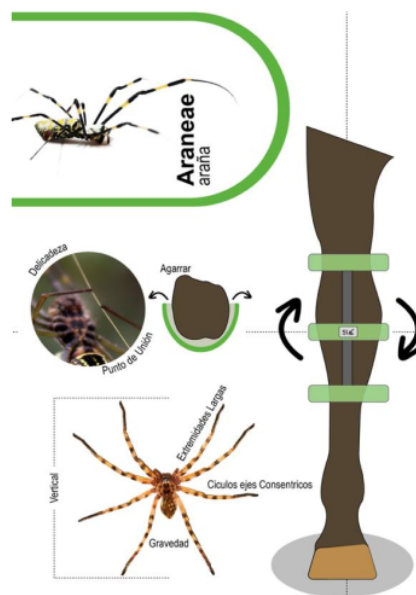 Araneae
araña
Delicadeza
Agarrar
Punto de Unión
Extremidades Largas
Vertical
Ciculos ejes Consentricos
Gravedad